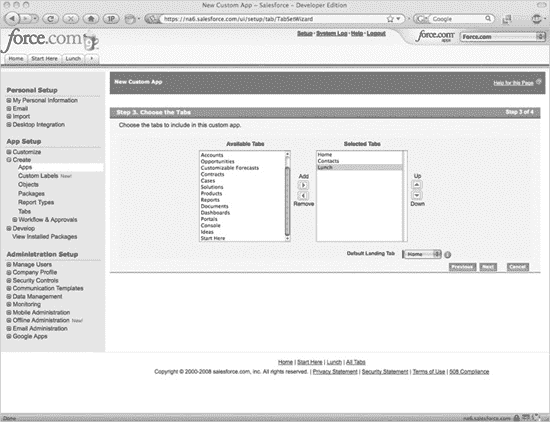 New Custom App – Salesforce – Developer Edition
https://na6.salesforce.com/ui/setup/tab/TabSetWizard
Google
force.com
Setup · System Log · Help · Logout
force.com apps
Force.com
Home Start Here Lunch
Personal Setup
My Personal Information
Email
Import
Desktop Integration
App Setup
Customize
Create
Apps
Custom Labels New!
Objects
Packages
Report Types
Tabs
Workflow & Approvals
Develop
View Installed Packages
Administration Setup
Manage Users
Company Profile
Security Controls
Communication Templates
Data Management
Monitoring
Mobile Administration
Offline Administration New!
Email Administration
Google Apps
New Custom App
Help for this Page
Step 3. Choose the Tabs
Step 3 of 4
Choose the tabs to include in this custom app.
Available Tabs
Accounts
Opportunities
Customizable Forecasts
Contracts
Cases
Solutions
Products
Reports
Documents
Dashboards
Portals
Console
Ideas
Start Here
Add
Remove
Selected Tabs
Home
Contacts
Lunch
Up
Down
Default Landing Tab Home
Previous Next Cancel
Home | Start Here | Lunch | All Tabs
Copyright © 2000-2008 salesforce.com, inc. All rights reserved. | Privacy Statement | Security Statement | Terms of Use | 508 Compliance
Done
na6.salesforce.com